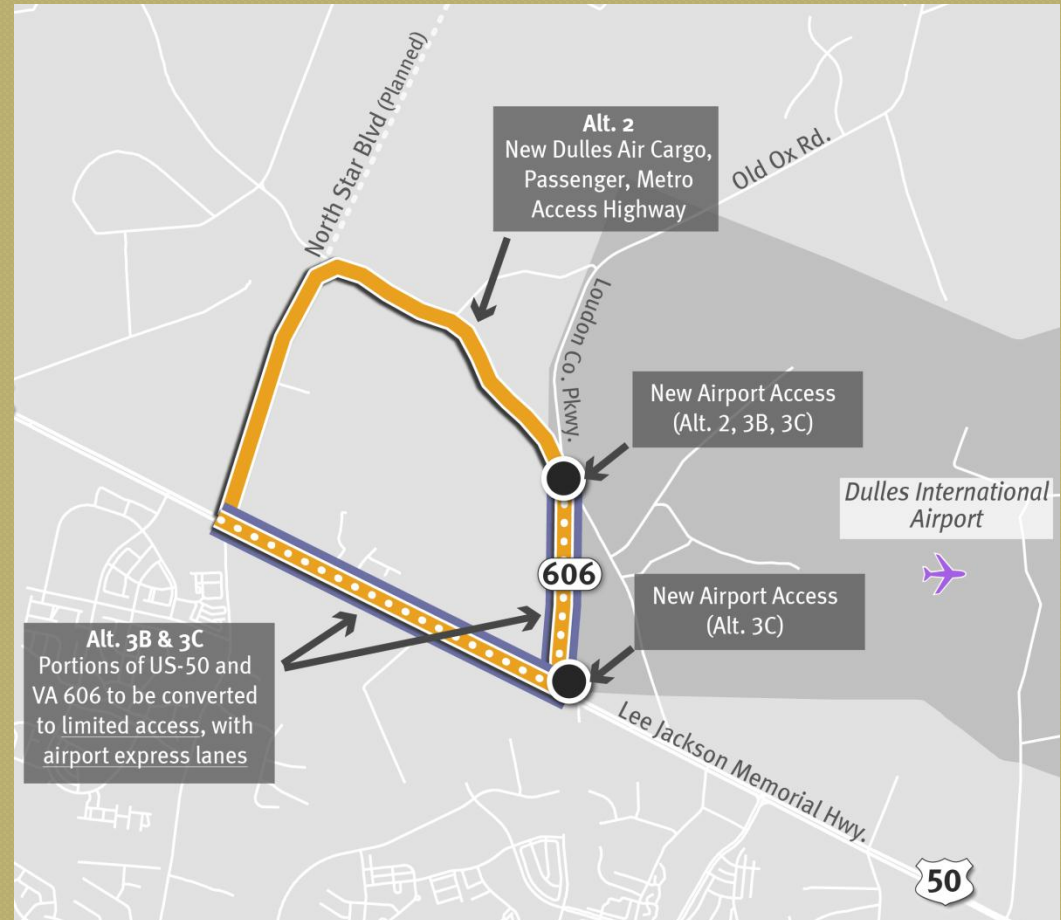 North Star Blvd (Planned)
Alt. 2
New Dulles Air Cargo,
Passenger, Metro
Access Highway
Old Ox Rd.
Loudon Co. Pkwy.
New Airport Access
(Alt. 2, 3B, 3C)
Dulles International
Airport
606
New Airport Access
(Alt. 3C)
Alt. 3B & 3C
Portions of US-50 and
VA 606 to be converted
to limited access, with
airport express lanes
Lee Jackson Memorial Hwy.
50